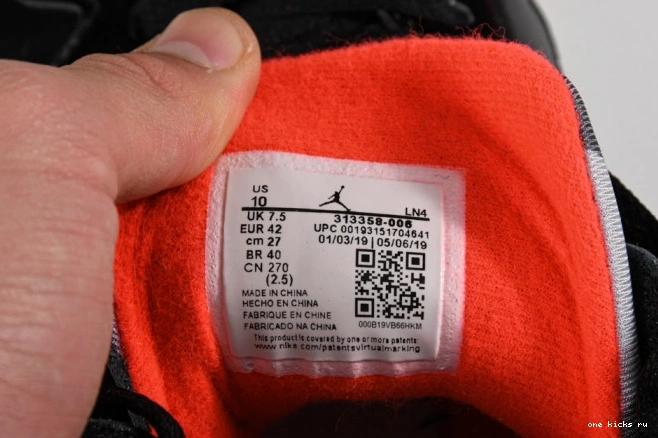 US
10
LN4
UK 7.5
313358-006
EUR 42
UPC 00193151704641
cm 27
01/03/19 | 05/06/19
BR 40
CN 270
(2.5)
MADE IN CHINA
HECHO EN CHINA
FABRIQUE EN CHINE
FABRICADO NA CHINA
000B19VB66HKM
This product is covered by one or more patents:
www.nike.com/patentsvirtualmarking
one kicks ru